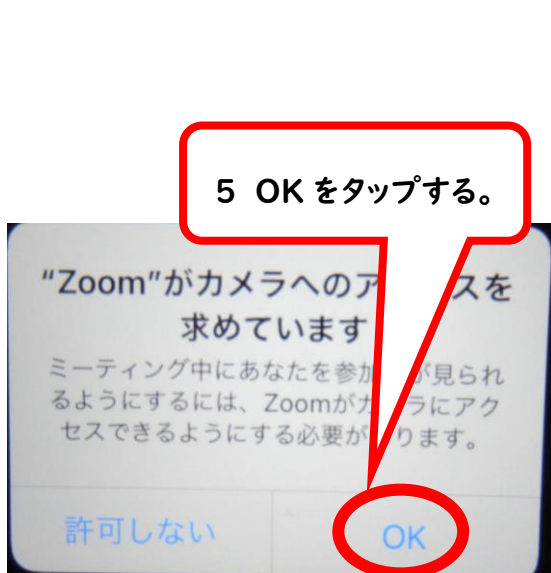 5 OK をタップする。
"Zoom"がカメラへのア スを
求めています
ミーティング中にあなたを参加 が見られ
るようにするには、Zoomがカ ラにアク
セスできるようにする必要が ります。
許可しない
OK